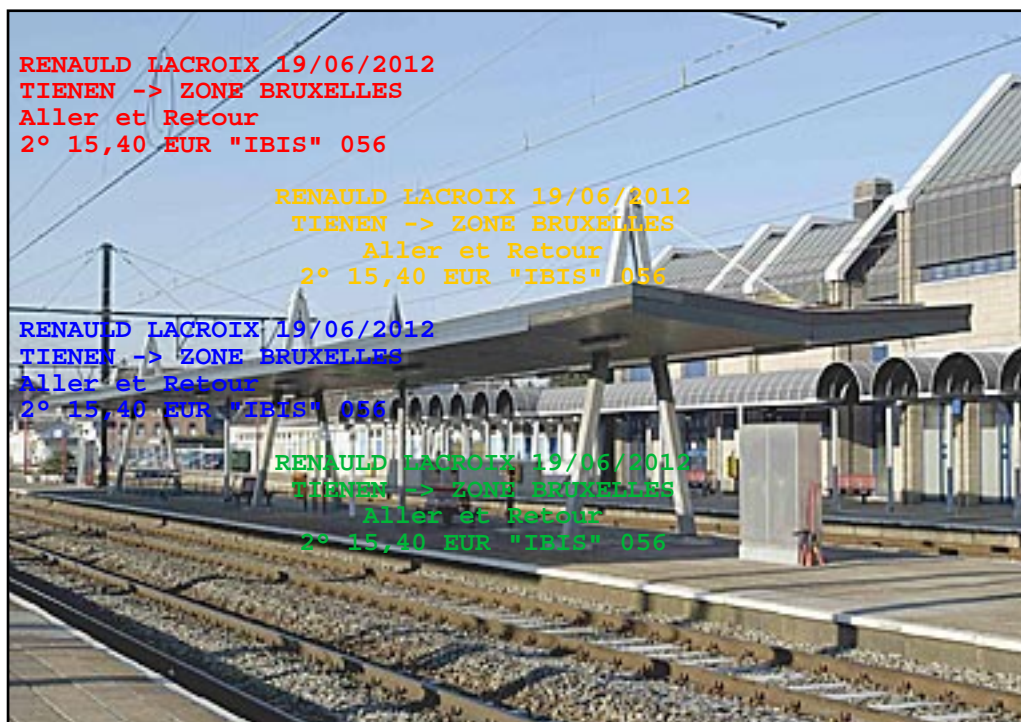 RENAULD LACROIX 19/06/2012
TIENEN -> ZONE BRUXELLES
Aller et Retour
2° 15,40 EUR "IBIS" 056
RENAULD LACROIX 19/06/2012
TIENEN -> ZONE BRUXELLES
Aller et Retour
2° 15,40 EUR "IBIS" 056
RENAULD LACROIX 19/06/2012
TIENEN -> ZONE BRUXELLES
Aller et Retour
2° 15,40 EUR "IBIS" 056
RENAULD LACROIX 19/06/2012
TIENEN -> ZONE BRUXELLES
Aller et Retour
2° 15,40 EUR "IBIS" 056